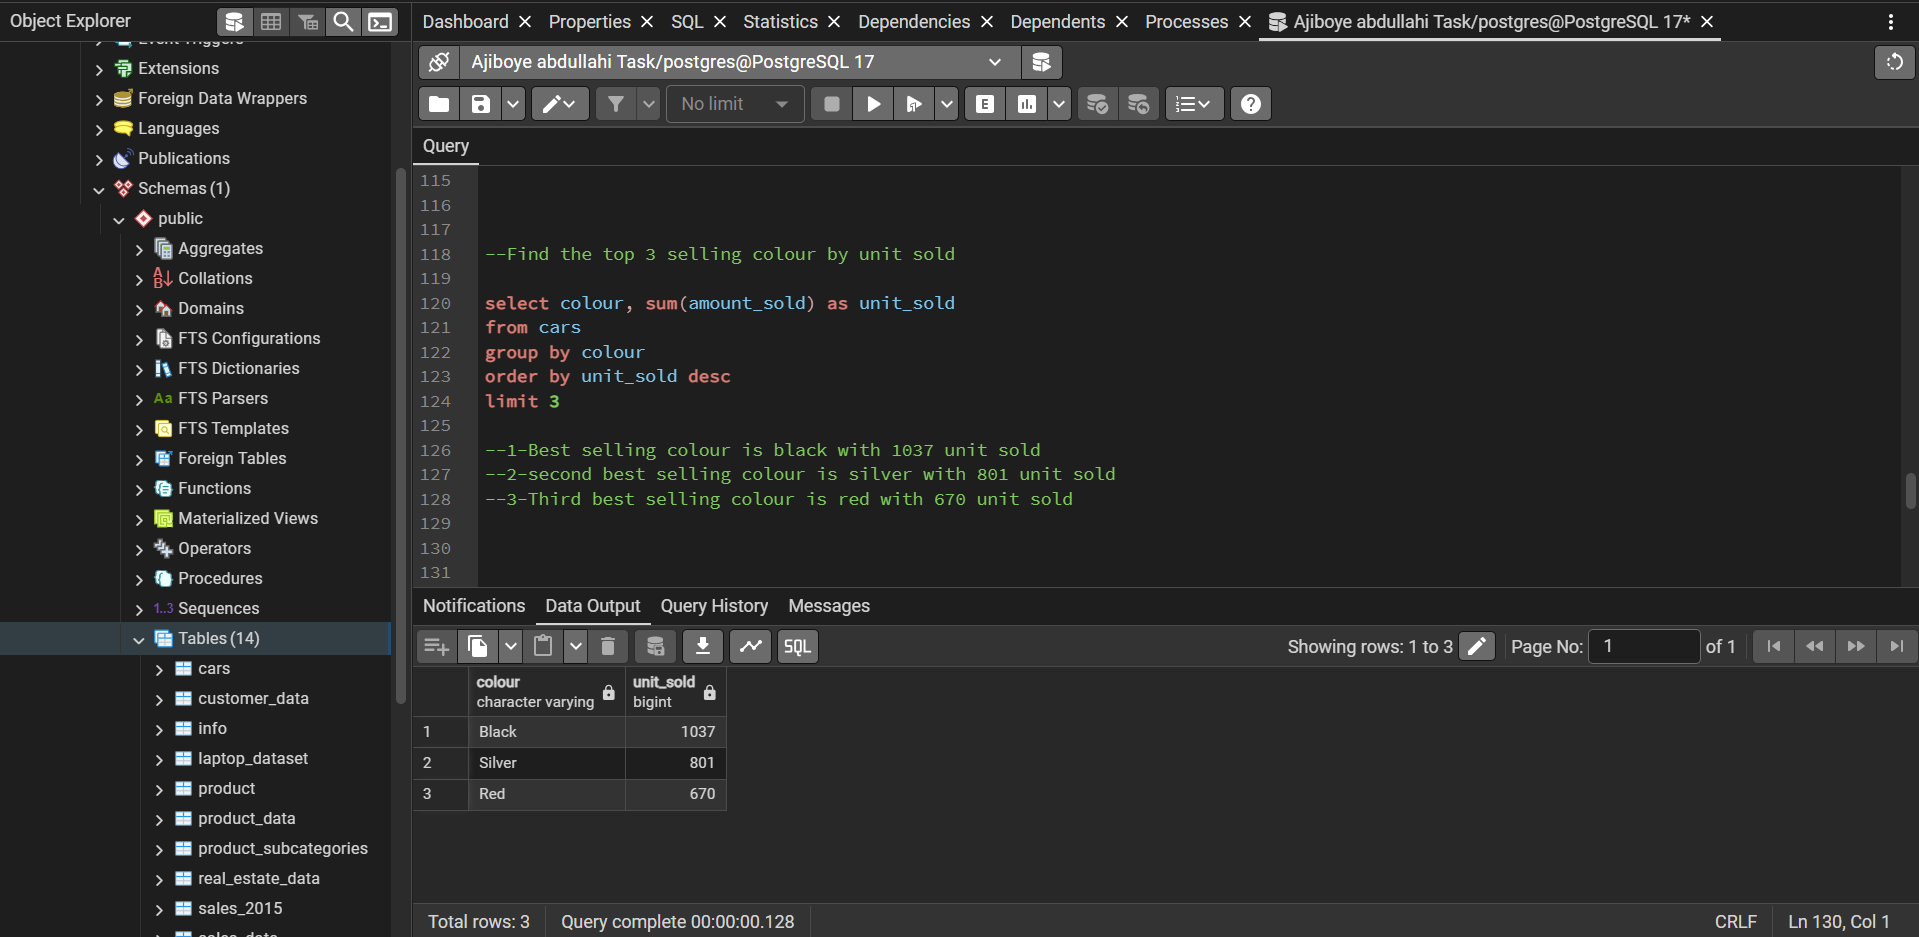 Object Explorer
Event Triggers
Extensions
Foreign Data Wrappers
Languages
Publications
Schemas (1)
public
Aggregates
Collations
Domains
FTS Configurations
FTS Dictionaries
Aa FTS Parsers
FTS Templates
Foreign Tables
Functions
Materialized Views
Operators
Procedures
1..3 Sequences
Tables (14)
cars
customer_data
info
laptop_dataset
product
product_data
product_subcategories
real_estate_data
sales_2015
sales_data
Dashboard Properties SQL Statistics Dependencies Dependents Processes Ajiboye abdullahi Task/postgres@PostgreSQL 17*
Ajiboye abdullahi Task/postgres@PostgreSQL 17
No limit E
Query
115
116
117
118 --Find the top 3 selling colour by unit sold
119
120 select colour, sum(amount_sold) as unit_sold
121 from cars
122 group by colour
123 order by unit_sold desc
124 limit 3
125
126 --1-Best selling colour is black with 1037 unit sold
127 --2-second best selling colour is silver with 801 unit sold
128 --3-Third best selling colour is red with 670 unit sold
129
130
131
Notifications Data Output Query History Messages
SQL Showing rows: 1 to 3 Page No: 1 of 1
colour unit_sold
character varying bigint
1 Black 1037
2 Silver 801
3 Red 670
Total rows: 3 Query complete 00:00:00.128 CRLF Ln 130, Col 1